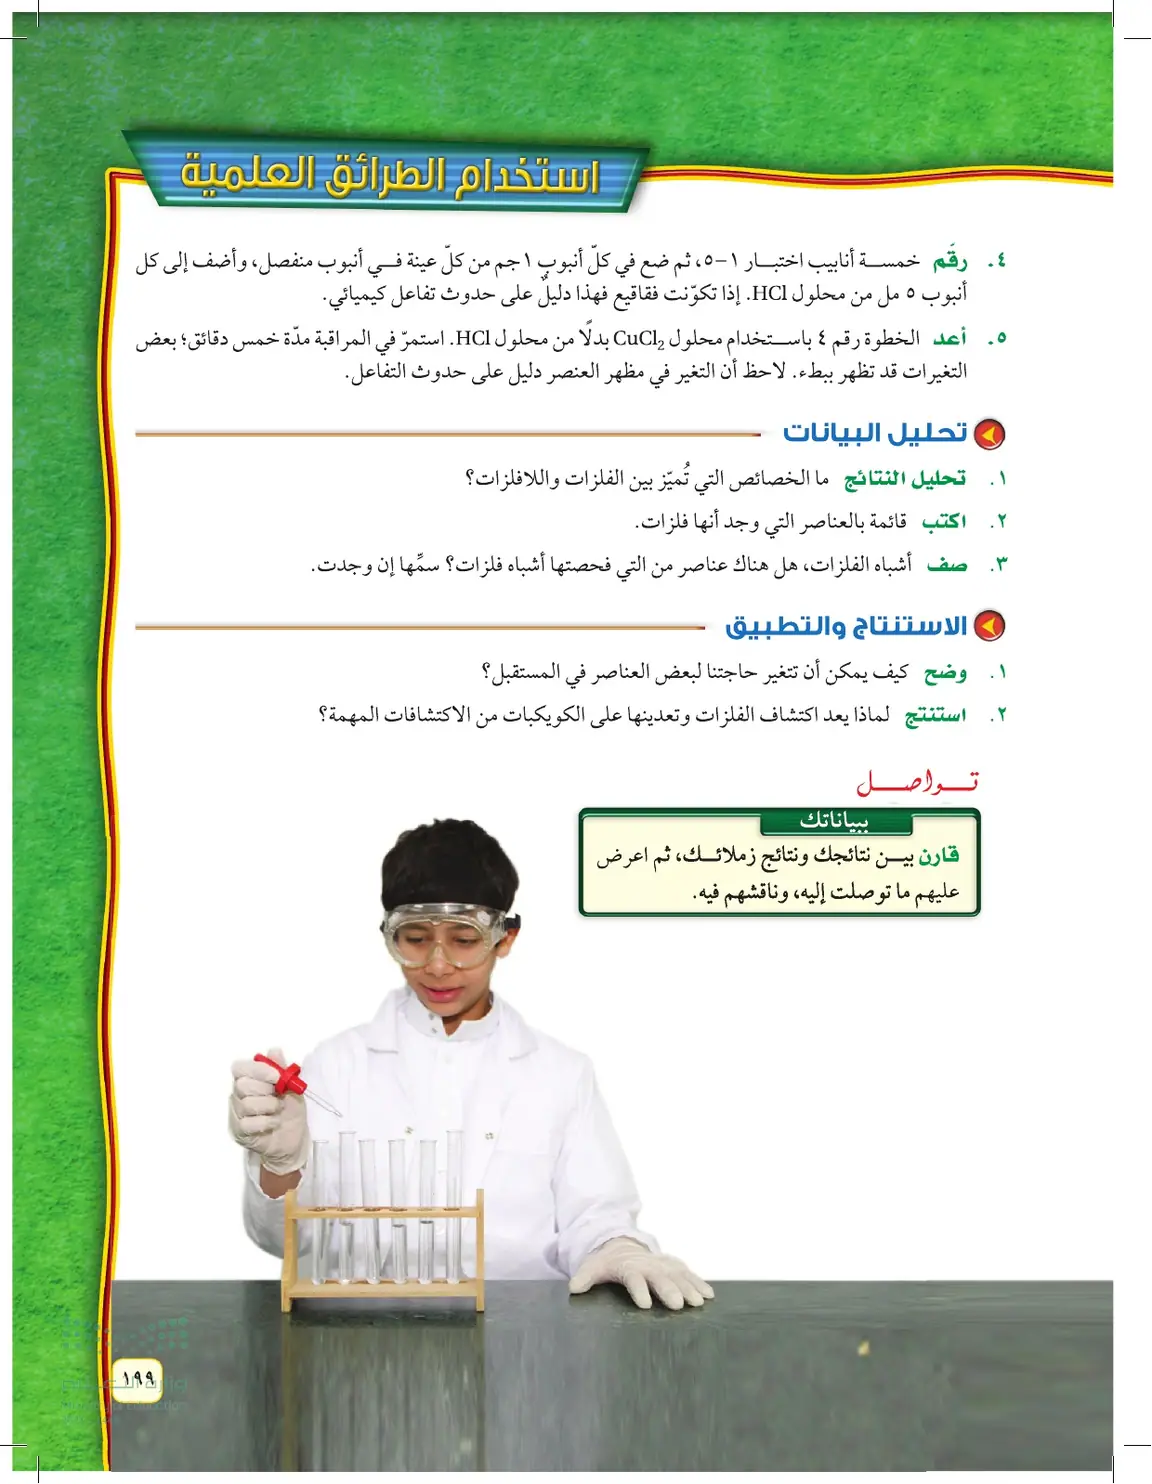 استخدام الطرائق العلمية
٤. رقّم خمسة أنابيب اختبار ١-٥، ثم ضع في كلّ أنبوب ١ جم من كلّ عينة في أنبوب منفصل، وأضف إلى كل
أنبوب ٥ مل من محلول HCl. إذا تكوّنت فقاقيع فهذا دليلٌ على حدوث تفاعل كيميائي.
٥. أعد الخطوة رقم ٤ باستخدام محلول CuCl₂ بدلًا من محلول HCl. استمرّ في المراقبة مدّة خمس دقائق؛ بعض
التغيرات قد تظهر ببطء. لاحظ أن التغير في مظهر العنصر دليل على حدوث التفاعل.
تحليل البيانات
١. تحليل النتائج ما الخصائص التي تُميّز بين الفلزات واللافلزات؟
٢. اكتب قائمة بالعناصر التي وجد أنها فلزات.
٣. صف أشباه الفلزات، هل هناك عناصر من التي فحصتها أشباه فلزات؟ سمِّها إن وجدت.
الاستنتاج والتطبيق
١. وضح كيف يمكن أن تتغير حاجتنا لبعض العناصر في المستقبل؟
٢. استنتج لماذا يعد اكتشاف الفلزات وتعدينها على الكويكبات من الاكتشافات المهمة؟
تواصل
ببياناتك
قارن بين نتائجك ونتائج زملائك، ثم اعرض
عليهم ما توصلت إليه، وناقشهم فيه.
وزارة التعليم
١٩٩